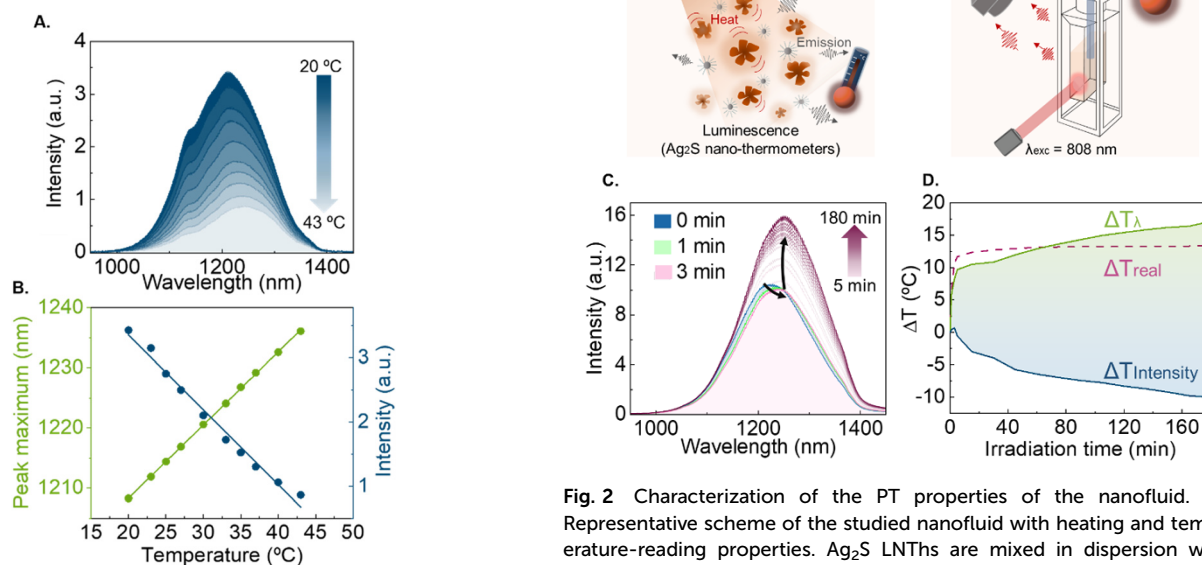 A.
4
3
2
1
0
Intensity (a.u.)
20 ºC
43 ºC
1000
1200
1400
Wavelength (nm)
B.
1240
1230
1220
1210
Peak maximum (nm)
3
2
1
Intensity (a.u.)
15 20 25 30 35 40 45 50
Temperature (ºC)
Heat
Emission
Luminescence
(Ag2S nano-thermometers)
λexc = 808 nm
C.
16
12
8
4
0
Intensity (a.u.)
0 min
1 min
3 min
180 min
5 min
1000
1200
1400
Wavelength (nm)
D.
20
15
10
5
0
-5
-10
ΔT (ºC)
ΔTλ
ΔTreal
ΔTIntensity
0 40 80 120 160
Irradiation time (min)
Fig. 2 Characterization of the PT properties of the nanofluid.
Representative scheme of the studied nanofluid with heating and tem
erature-reading properties. Ag2S LNThs are mixed in dispersion w